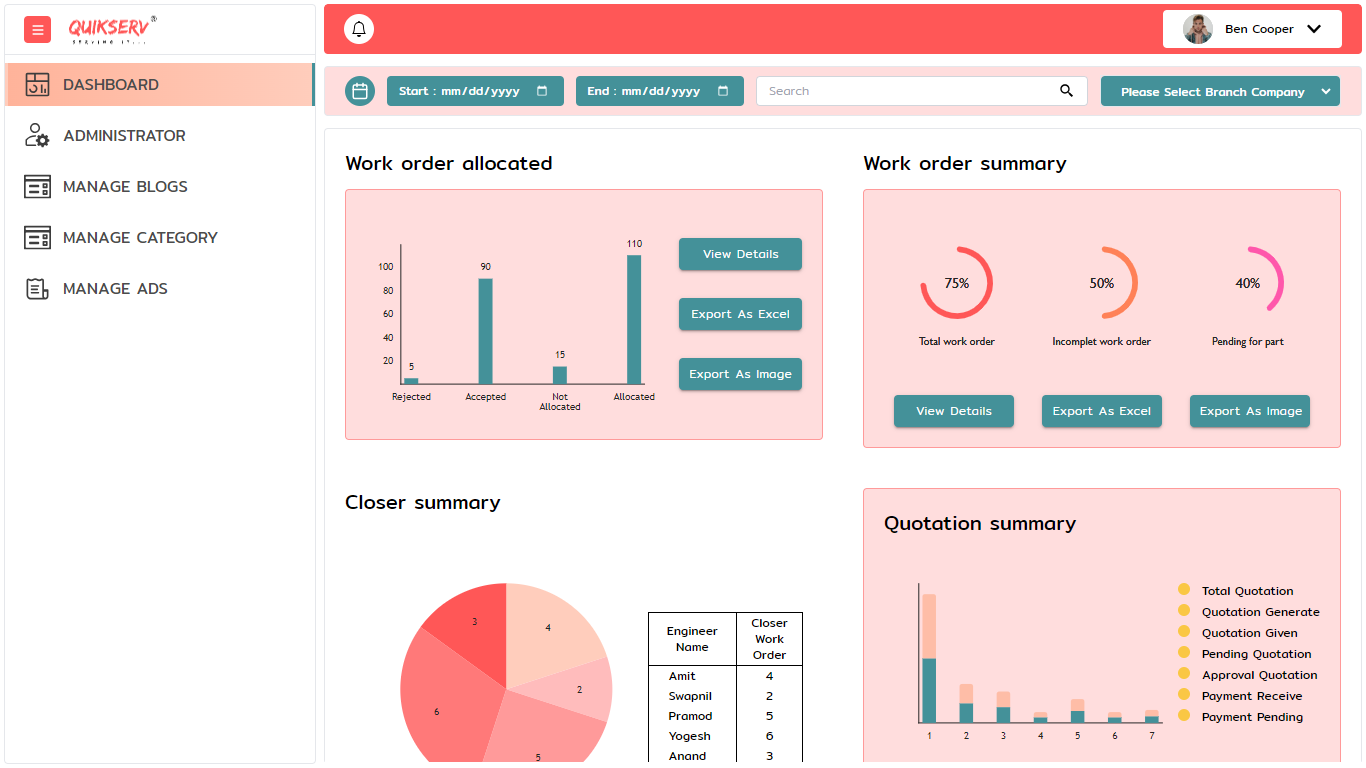 QUIKSERV®
DASHBOARD
ADMINISTRATOR
MANAGE BLOGS
MANAGE CATEGORY
MANAGE ADS
Ben Cooper
Start : mm/dd/yyyy
End : mm/dd/yyyy
Search
Please Select Branch Company
Work order allocated
110
100
90
80
60
40
20
5
15
Rejected
Accepted
Not
Allocated
Allocated
View Details
Export As Excel
Export As Image
Work order summary
75%
50%
40%
Total work order
Incomplet work order
Pending for part
View Details
Export As Excel
Export As Image
Closer summary
3
4
2
6
5
Engineer
Name
Closer
Work
Order
Amit 4
Swapnil 2
Pramod 5
Yogesh 6
Anand 3
Quotation summary
1 2 3 4 5 6 7
Total Quotation
Quotation Generate
Quotation Given
Pending Quotation
Approval Quotation
Payment Receive
Payment Pending